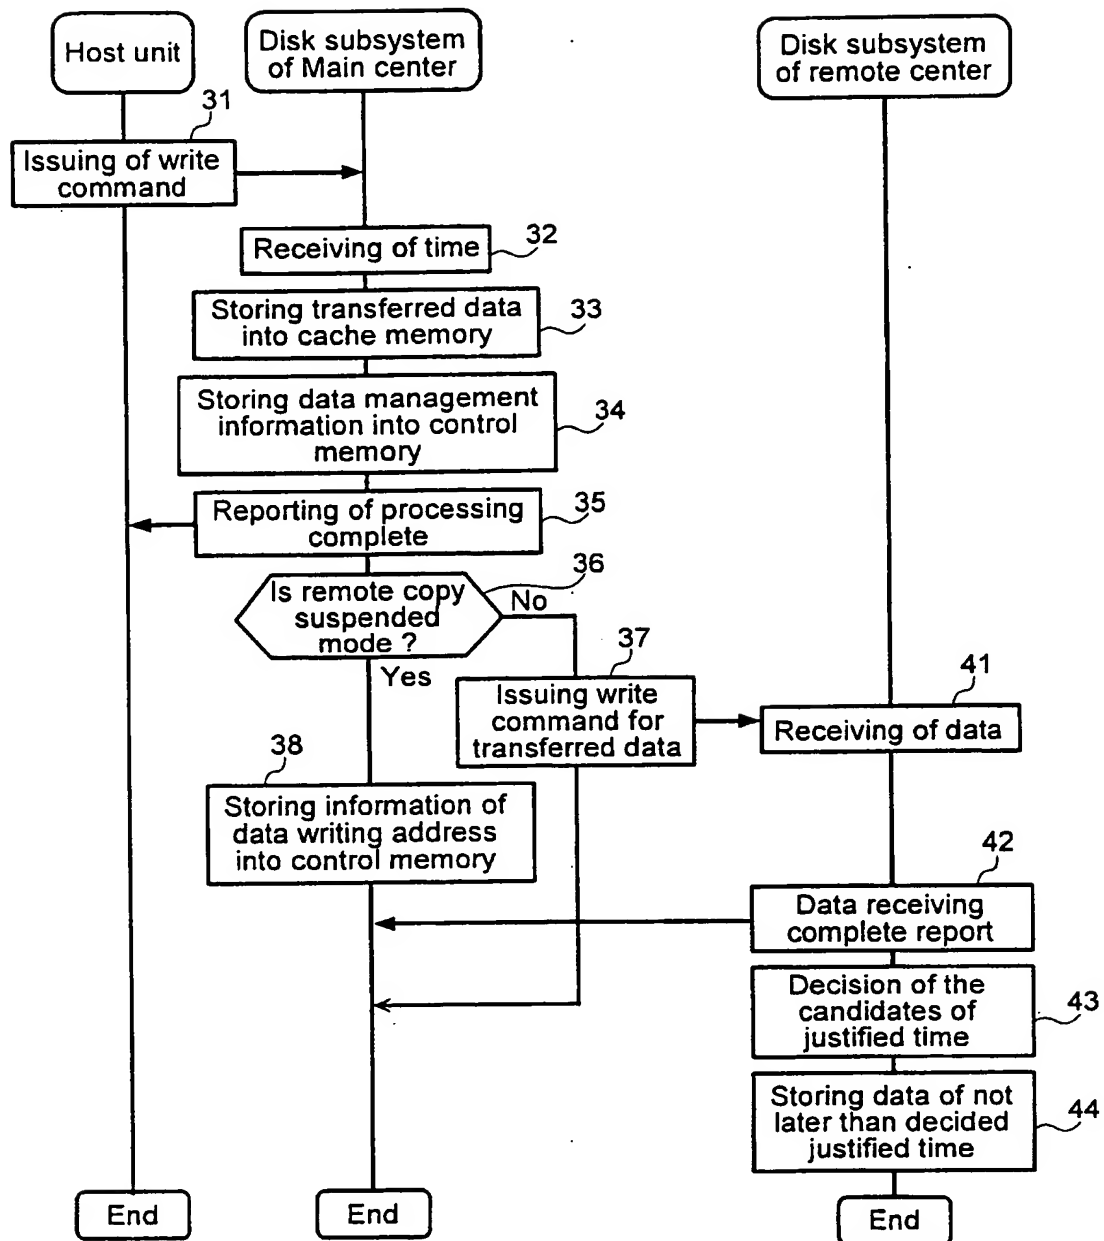 Host unit
Disk subsystem
of Main center
Disk subsystem
of remote center
31
Issuing of write
command
32
Receiving of time
Storing transferred data
into cache memory
33
Storing data management
information into control
memory
34
Reporting of processing
complete
35
36
Is remote copy
suspended
mode ?
No
Yes
37
Issuing write
command for
transferred data
41
Receiving of data
38
Storing information of
data writing address
into control memory
42
Data receiving
complete report
Decision of the
candidates of
justified time
43
Storing data of not
later than decided
justified time
44
End
End
End